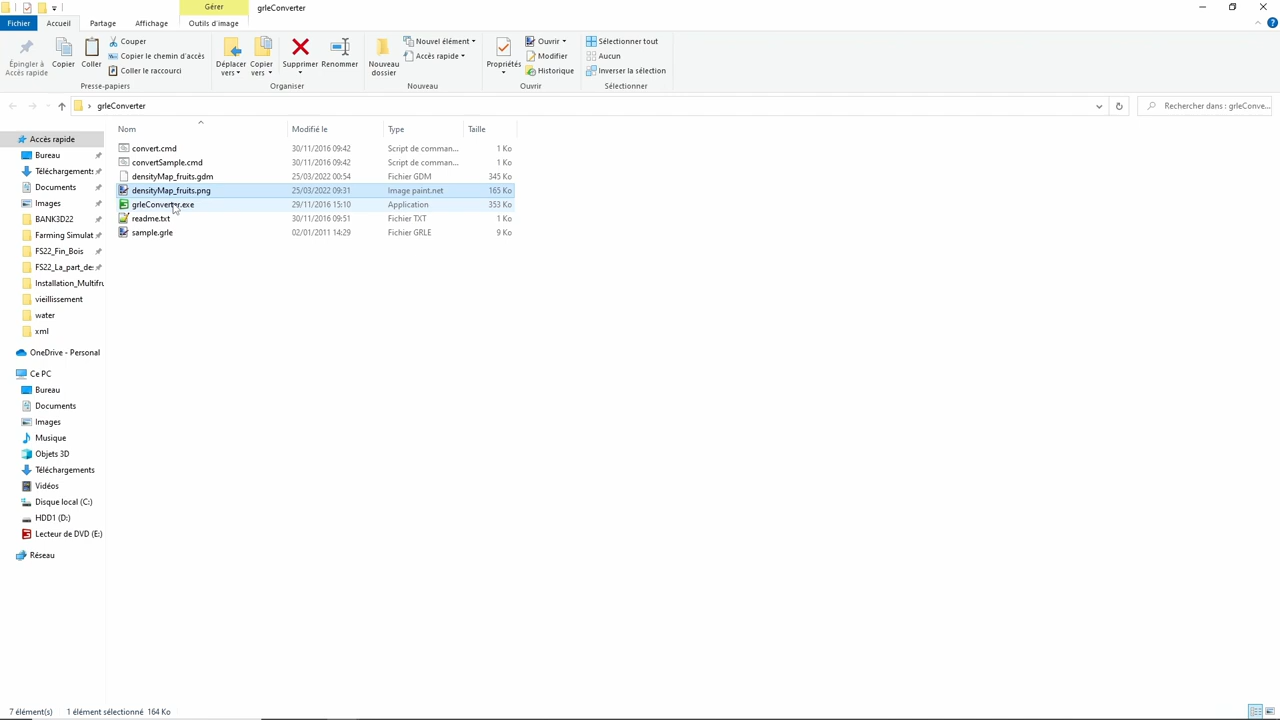 Gérer
grleConverter
Fichier
Accueil
Partage
Affichage
Outils d'image
Épingler à
Accès rapide
Copier
Coller
Couper
Copier le chemin d'accès
Coller le raccourci
Presse-papiers
Déplacer
vers
Copier
vers
Supprimer
Renommer
Organiser
Nouveau
dossier
Nouvel élément
Accès rapide
Nouveau
Propriétés
Ouvrir
Modifier
Historique
Ouvrir
Sélectionner tout
Aucun
Inverser la sélection
Sélectionner
grleConverter
Rechercher dans : grleConve...
Nom
Modifié le
Type
Taille
convert.cmd 30/11/2016 09:42 Script de comman... 1 Ko
convertSample.cmd 30/11/2016 09:42 Script de comman... 1 Ko
densityMap_fruits.gdm 25/03/2022 00:54 Fichier GDM 345 Ko
densityMap_fruits.png 25/03/2022 09:31 Image paint.net 165 Ko
grleConverter.exe 29/11/2016 15:10 Application 353 Ko
readme.txt 30/11/2016 09:51 Fichier TXT 1 Ko
sample.grle 02/01/2011 14:29 Fichier GRLE 9 Ko
Accès rapide
Bureau
Téléchargements
Documents
Images
BANK3D22
Farming Simulat
FS22_Fin_Bois
FS22_La_part_de
Installation_Multifru
vieillissement
water
xml
OneDrive - Personal
Ce PC
Bureau
Documents
Images
Musique
Objets 3D
Téléchargements
Vidéos
Disque local (C:)
HDD1 (D:)
Lecteur de DVD (E:)
Réseau
7 élément(s) 1 élément sélectionné 164 Ko